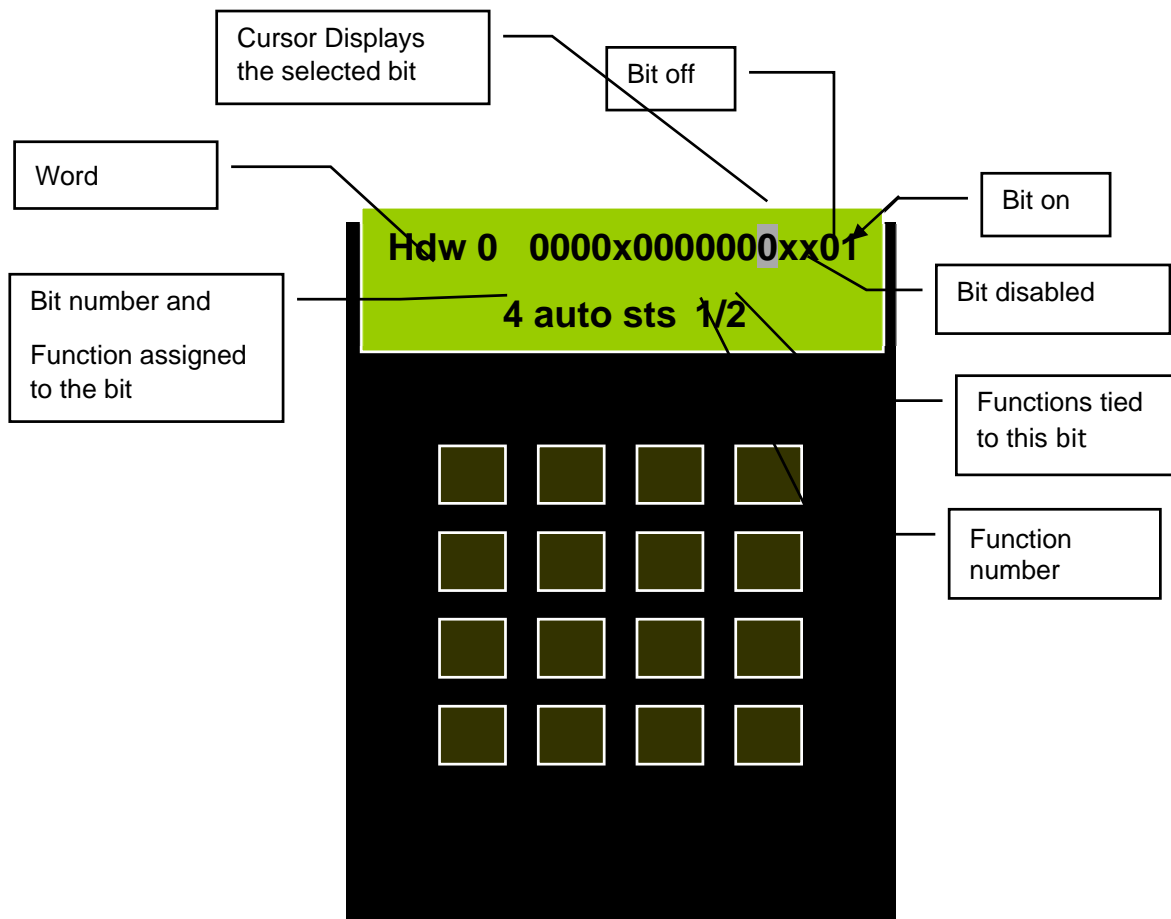 Cursor Displays
the selected bit
Bit off
Word
Bit on
Hdw 0 0000x0000000xx01
Bit number and
Function assigned
to the bit
Bit disabled
4 auto sts 1/2
Functions tied
to this bit
Function
number